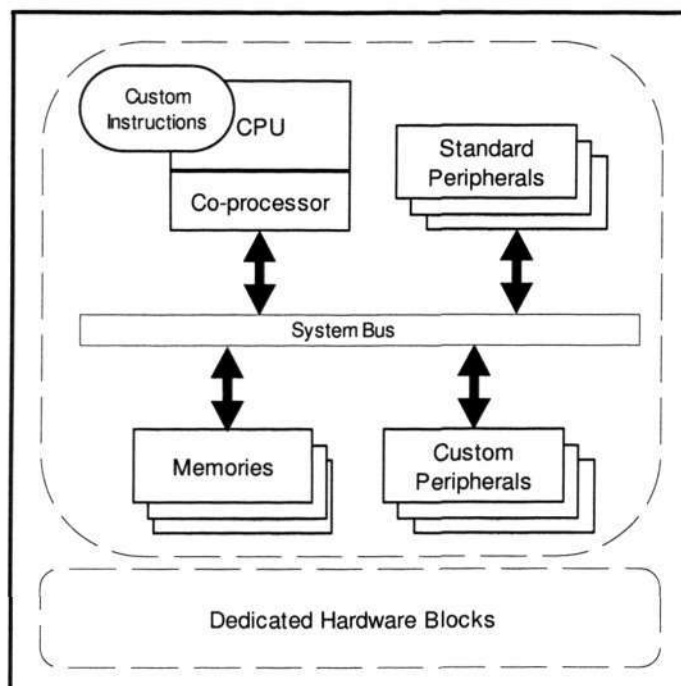 Custom
Instructions
CPU
Co-processor
Standard
Peripherals
System Bus
Memories
Custom
Peripherals
Dedicated Hardware Blocks